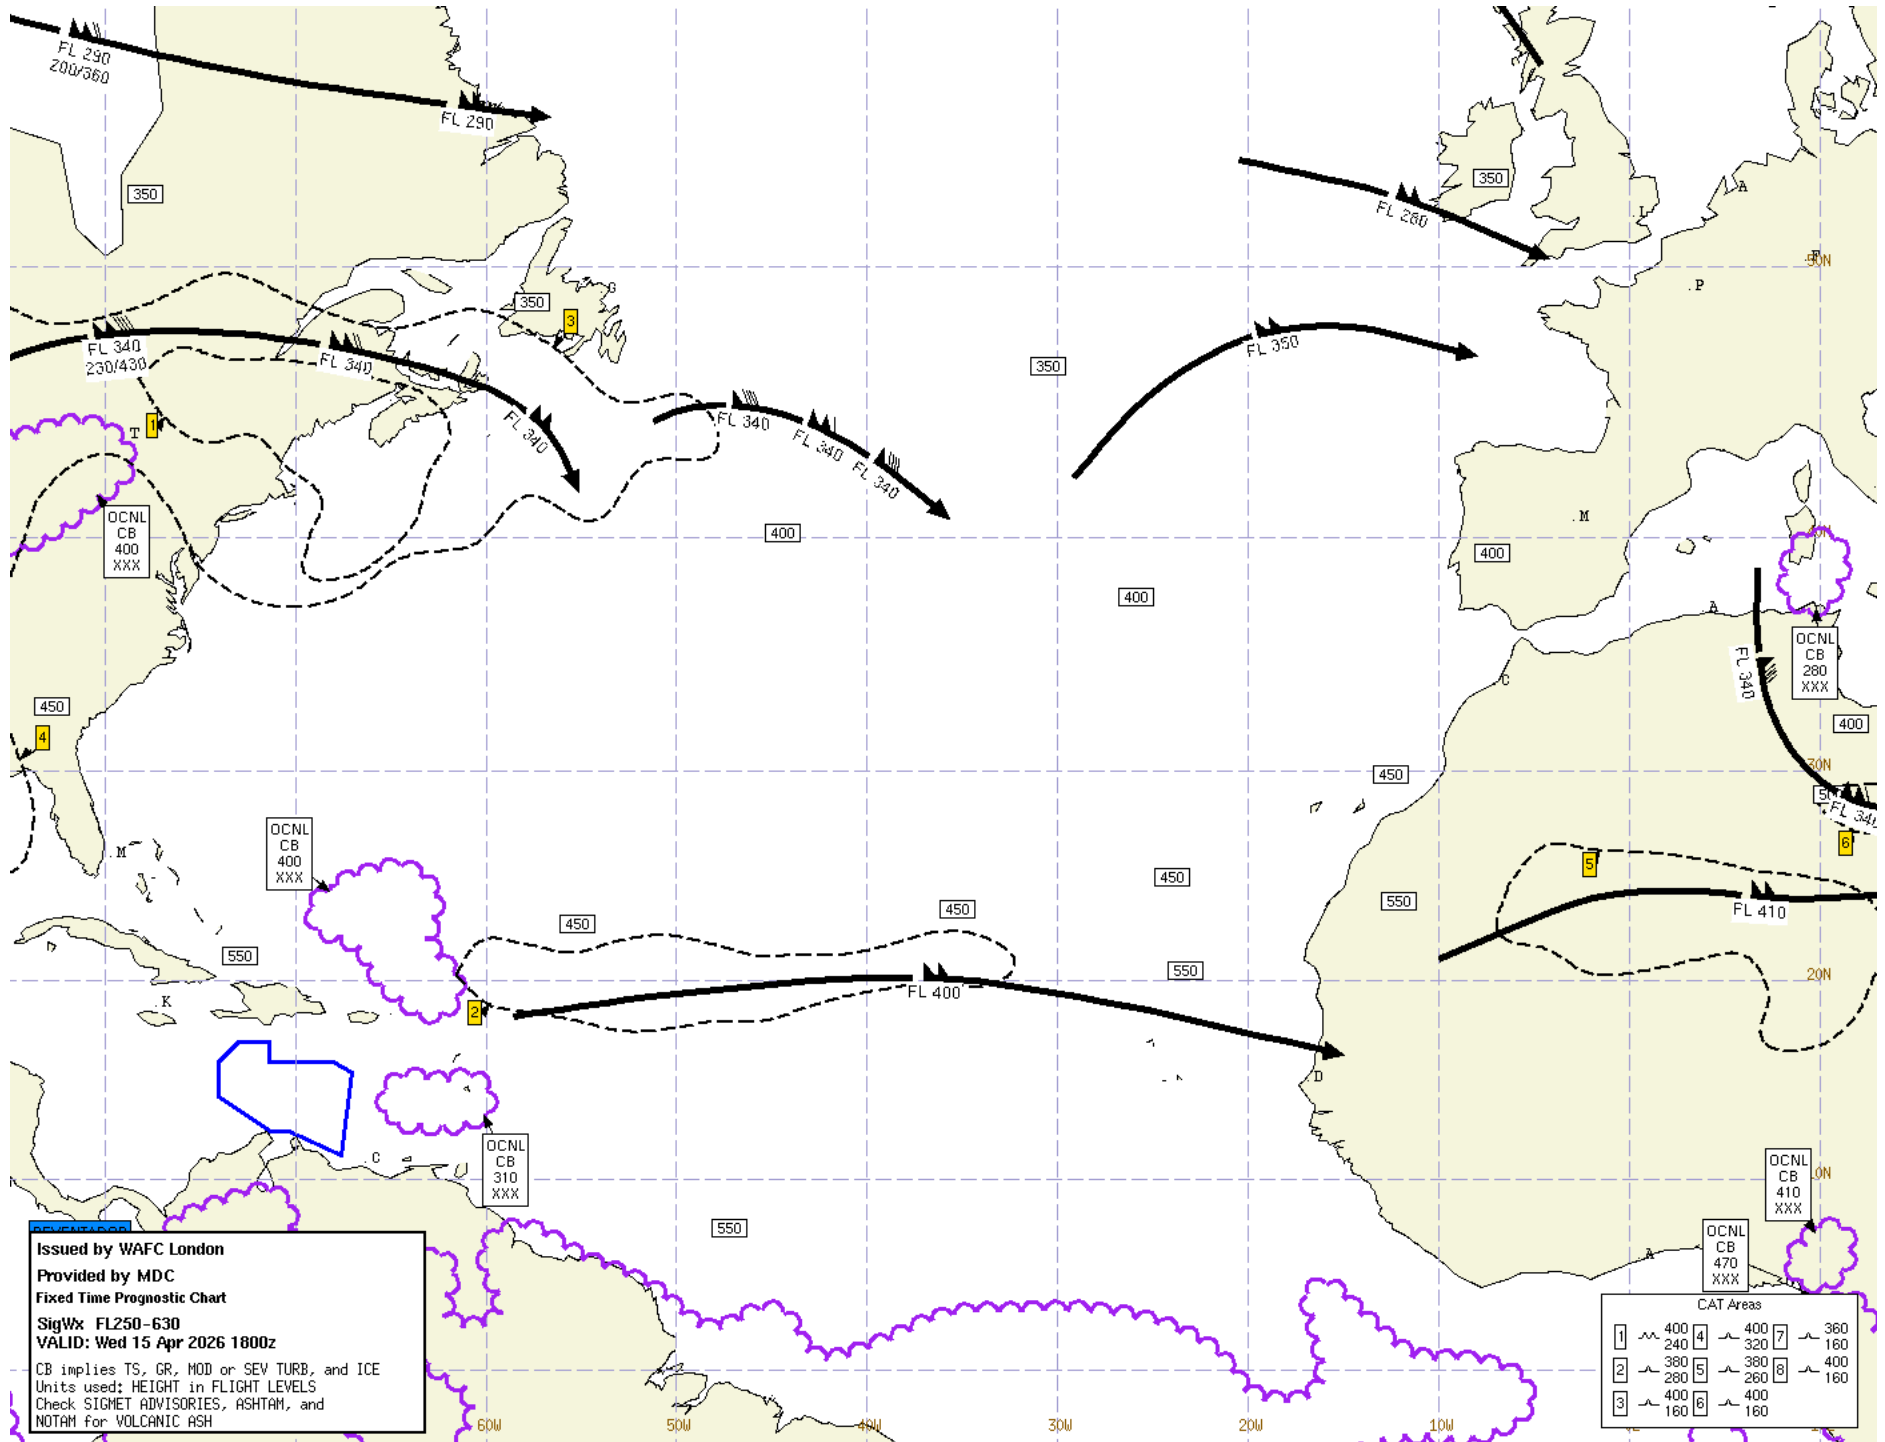 FL 290
200/360
FL 290
350
350
FL 280
A
L
50N
P
G
350
3
FL 340
230/430
FL 340
FL 340
FL 340
FL 340
FL 340
350
FL 350
1
T
OCNL
CB
400
XXX
400
400
400
M
A
OCNL
CB
280
XXX
FL 340
C
400
450
4
450
30N
FL 340
6
5
M
OCNL
CB
400
XXX
450
450
450
550
FL 410
550
550
20N
K
2
FL 400
D
C
OCNL
CB
310
XXX
550
OCNL
CB
410
XXX
0N
OCNL
CB
470
XXX
A
Issued by WAFC London
Provided by MDC
Fixed Time Prognostic Chart
SigWx FL250-630
VALID: Wed 15 Apr 2026 1800z
CB implies TS, GR, MOD or SEV TURB, and ICE
Units used: HEIGHT in FLIGHT LEVELS
Check SIGMET ADVISORIES, ASHTAM, and
NOTAM for VOLCANIC ASH
60W
50W
40W
30W
20W
10W
CAT Areas
1 400 240 4 400 320 7 360 160
2 380 280 5 380 260 8 400 160
3 400 160 6 400 160